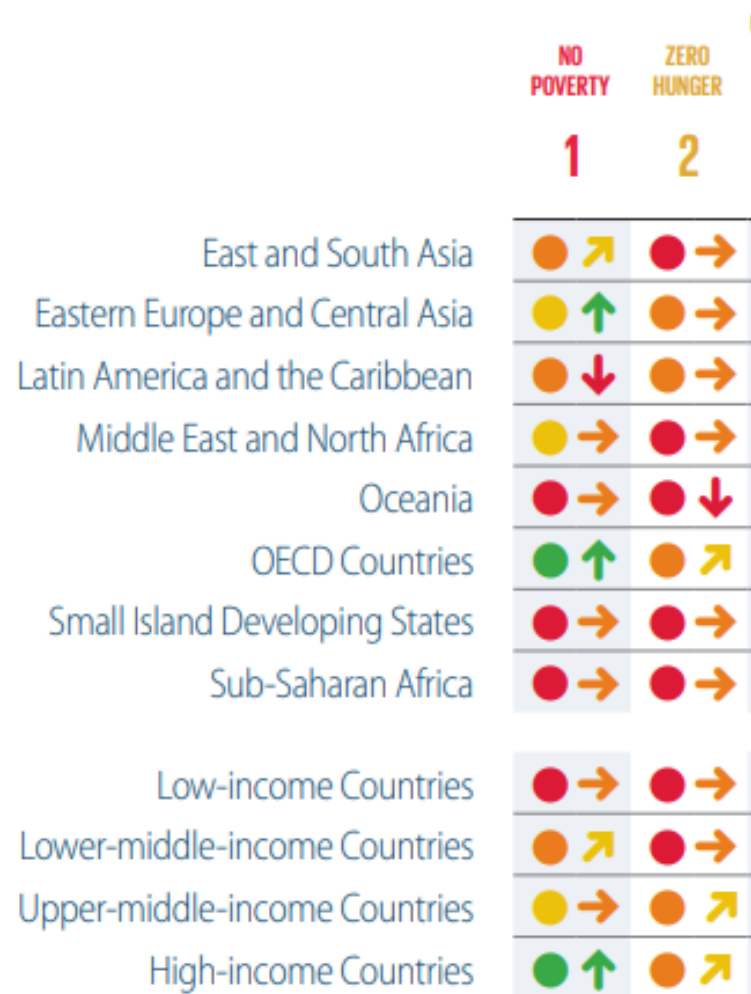 NO
POVERTY
ZERO
HUNGER
1
2
East and South Asia
Eastern Europe and Central Asia
Latin America and the Caribbean
Middle East and North Africa
Oceania
OECD Countries
Small Island Developing States
Sub-Saharan Africa
Low-income Countries
Lower-middle-income Countries
Upper-middle-income Countries
High-income Countries